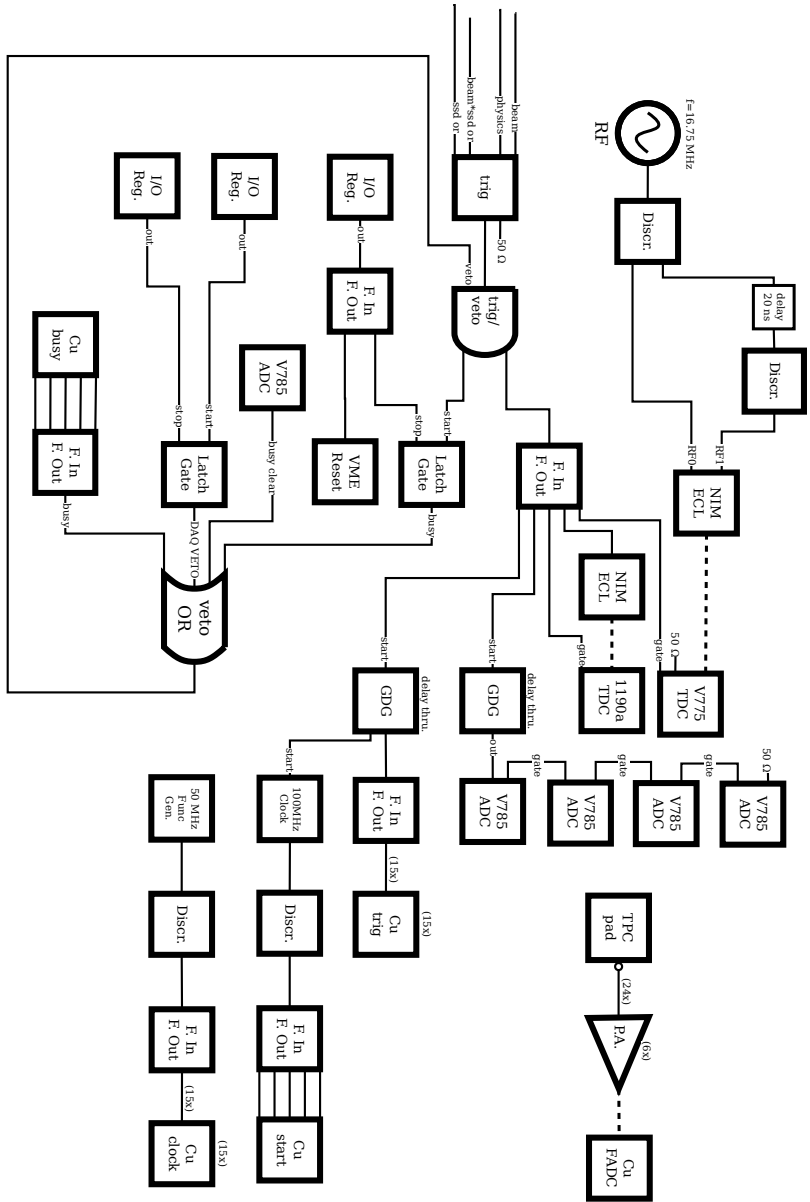 f=16.75 MHz
RF
Discr.
delay
20 ns
Discr.
RF0
RF1
NIM
ECL
50 Ω
gate
V775
TDC
beam
physics
beam*ssd or
ssd or
trig
50 Ω
veto
trig/
veto
F. In
F. Out
NIM
ECL
gate
1190a
TDC
start
GDG
delay thru.
out
V785
ADC
gate
V785
ADC
gate
V785
ADC
gate
50 Ω
V785
ADC
start
GDG
delay thru.
F. In
F. Out
(15x)
Cu
trig
(15x)
start
100MHz
Clock
Discr.
F. In
F. Out
Cu
start
50 MHz
Func
Gen.
Discr.
F. In
F. Out
(15x)
Cu
clock
(15x)
I/O
Reg.
out
F. In
F. Out
VME
Reset
stop
start
Latch
Gate
busy
I/O
Reg.
out
I/O
Reg.
out
start
stop
Latch
Gate
DAQ VETO
V785
ADC
busy clear
Cu
busy
F. In
F. Out
busy
veto
OR
TPC
pad
(24x)
P.A.
(6x)
Cu
FADC